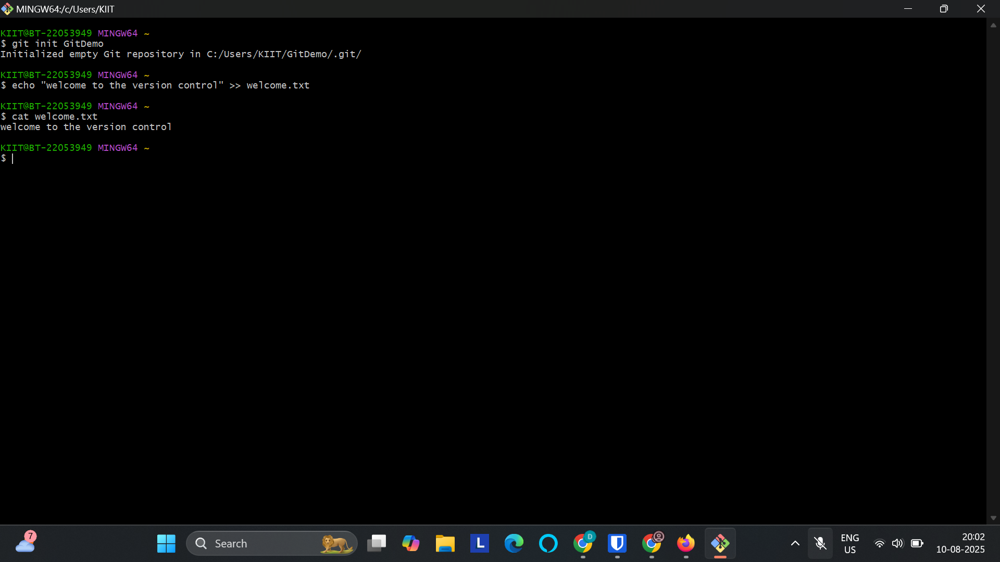 MINGW64:/c/Users/KIIT
KIIT@BT-22053949 MINGW64 ~
$ git init GitDemo
Initialized empty Git repository in C:/Users/KIIT/GitDemo/.git/
KIIT@BT-22053949 MINGW64 ~
$ echo "welcome to the version control" >> welcome.txt
KIIT@BT-22053949 MINGW64 ~
$ cat welcome.txt
welcome to the version control
KIIT@BT-22053949 MINGW64 ~
$
7
Search
L
D
ENG
US
20:02
10-08-2025